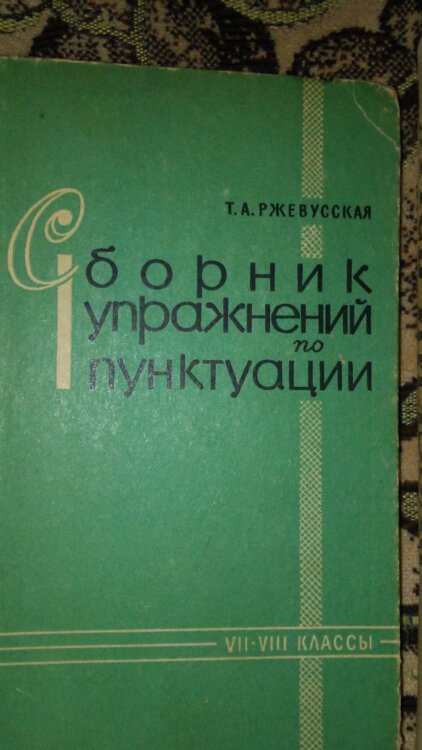 Т. А. РЖЕВУССКАЯ
Сборник
упражнений
по
пунктуации
VII-VIII КЛАССЫ